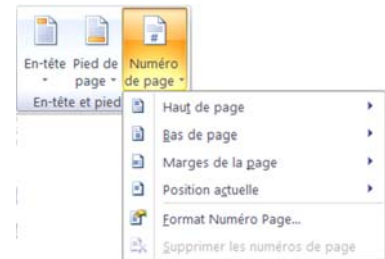 En-tête Pied de page Numéro de page
En-tête et pied
Haut de page
Bas de page
Marges de la page
Position actuelle
Format Numéro Page...
Supprimer les numéros de page